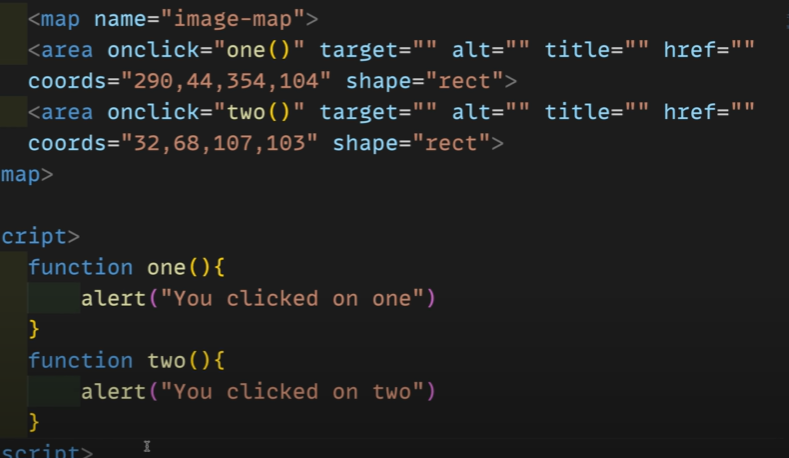 <map name="image-map">
<area onclick="one()" target="" alt="" title="" href=""
coords="290,44,354,104" shape="rect">
<area onclick="two()" target="" alt="" title="" href=""
coords="32,68,107,103" shape="rect">
map>
cript>
function one(){
alert("You clicked on one")
}
function two(){
alert("You clicked on two")
}
script>